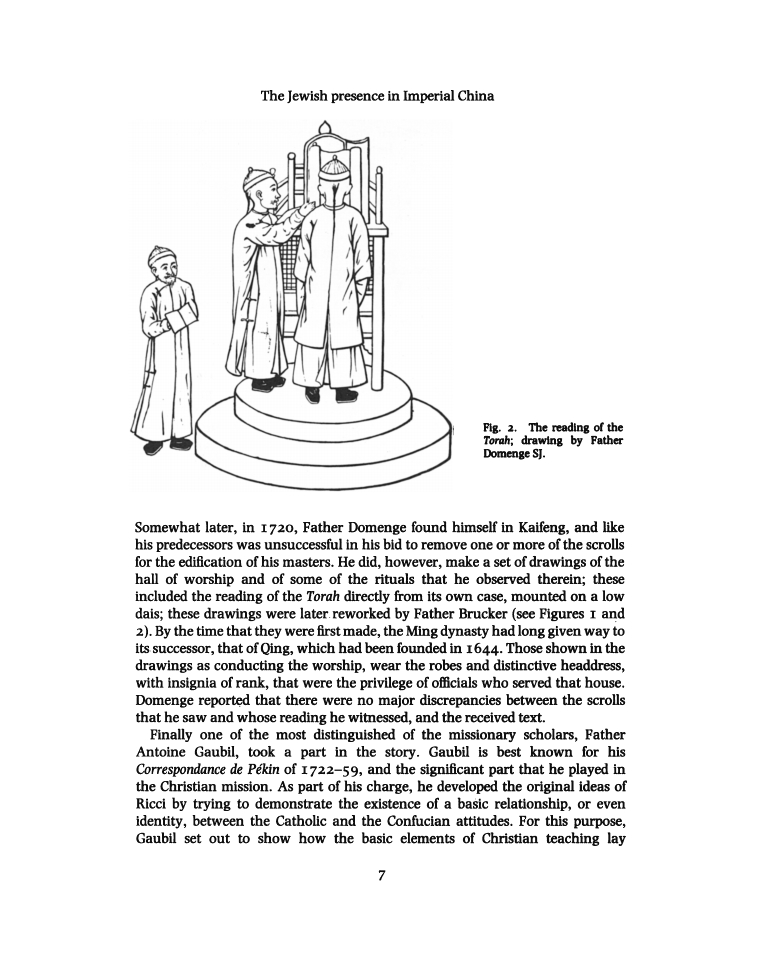 The Jewish presence in Imperial China
Fig. 2. The reading of the
Torah; drawing by Father
Domenge SJ.
Somewhat later, in 1720, Father Domenge found himself in Kaifeng, and like
his predecessors was unsuccessful in his bid to remove one or more of the scrolls
for the edification of his masters. He did, however, make a set of drawings of the
hall of worship and of some of the rituals that he observed therein; these
included the reading of the Torah directly from its own case, mounted on a low
dais; these drawings were later reworked by Father Brucker (see Figures 1 and
2). By the time that they were first made, the Ming dynasty had long given way to
its successor, that of Qing, which had been founded in 1644. Those shown in the
drawings as conducting the worship, wear the robes and distinctive headdress,
with insignia of rank, that were the privilege of officials who served that house.
Domenge reported that there were no major discrepancies between the scrolls
that he saw and whose reading he witnessed, and the received text.
Finally one of the most distinguished of the missionary scholars, Father
Antoine Gaubil, took a part in the story. Gaubil is best known for his
Correspondance de Pékin of 1722–59, and the significant part that he played in
the Christian mission. As part of his charge, he developed the original ideas of
Ricci by trying to demonstrate the existence of a basic relationship, or even
identity, between the Catholic and the Confucian attitudes. For this purpose,
Gaubil set out to show how the basic elements of Christian teaching lay
7